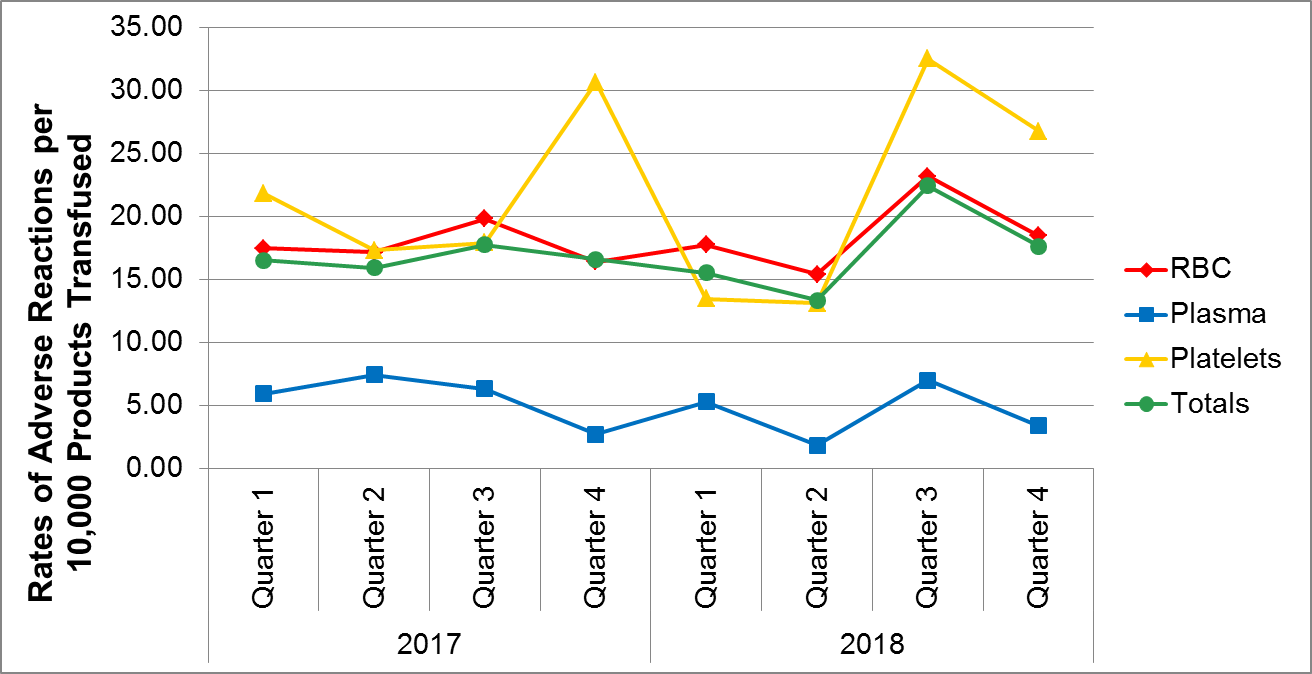 Rates of Adverse Reactions per
10,000 Products Transfused
35.00
30.00
25.00
20.00
15.00
10.00
5.00
0.00
Quarter 1
Quarter 2
Quarter 3
Quarter 4
Quarter 1
Quarter 2
Quarter 3
Quarter 4
2017
2018
RBC
Plasma
Platelets
Totals